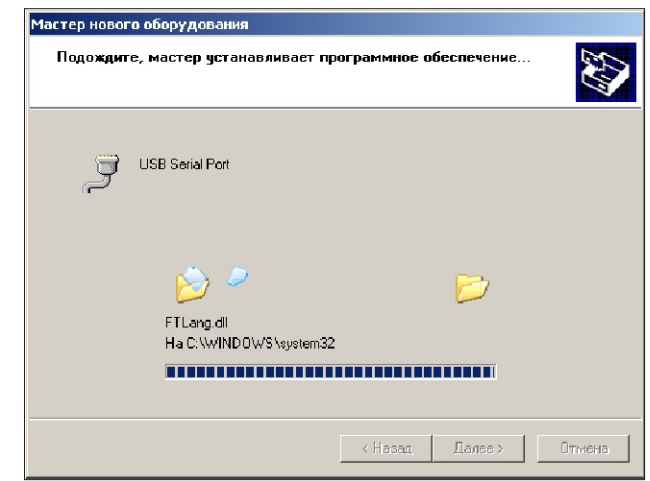 Мастер нового оборудования
Подождите, мастер устанавливает программное обеспечение...
USB Serial Port
FTLang.dll
На C:\WINDOWS\system32
< Назад
Далее >
Отмена